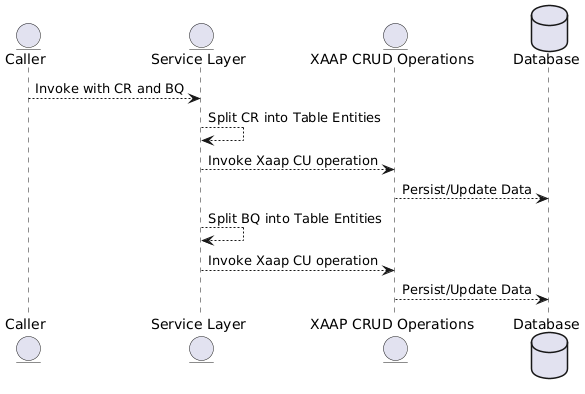 Caller
Service Layer
XAAP CRUD Operations
Database
Invoke with CR and BQ
Split CR into Table Entities
Invoke Xaap CU operation
Persist/Update Data
Split BQ into Table Entities
Invoke Xaap CU operation
Persist/Update Data
Caller
Service Layer
XAAP CRUD Operations
Database